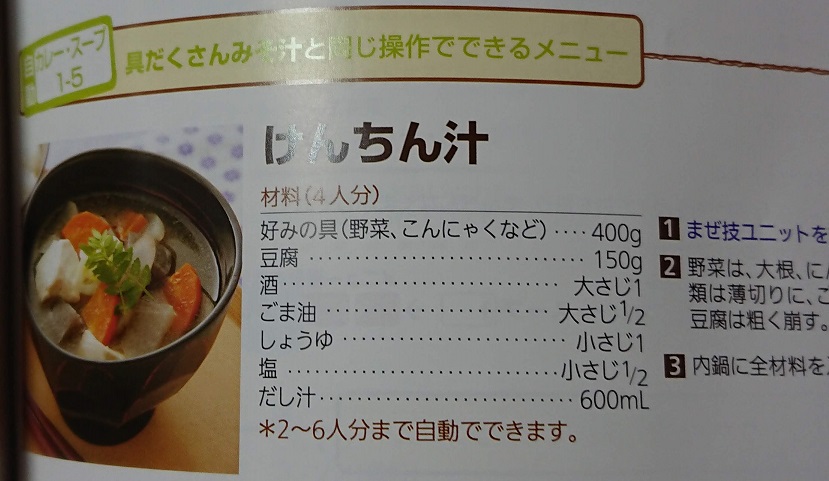 カレー・スープ
1-5
具だくさんみそ汁と同じ操作でできるメニュー
けんちん汁
材料(4人分)
好みの具(野菜、こんにゃくなど)‥‥400g
豆腐‥‥‥‥‥‥‥‥‥‥‥‥‥‥150g
酒‥‥‥‥‥‥‥‥‥‥‥‥‥‥大さじ1
ごま油‥‥‥‥‥‥‥‥‥‥‥大さじ1/2
しょうゆ‥‥‥‥‥‥‥‥‥‥‥小さじ1
塩‥‥‥‥‥‥‥‥‥‥‥‥‥小さじ1/2
だし汁‥‥‥‥‥‥‥‥‥‥‥‥600mL
＊2〜6人分まで自動でできます。
1 まぜ技ユニットを
2 野菜は、大根、に
類は薄切りに、こ
豆腐は粗く崩す。
3 内鍋に全材料を